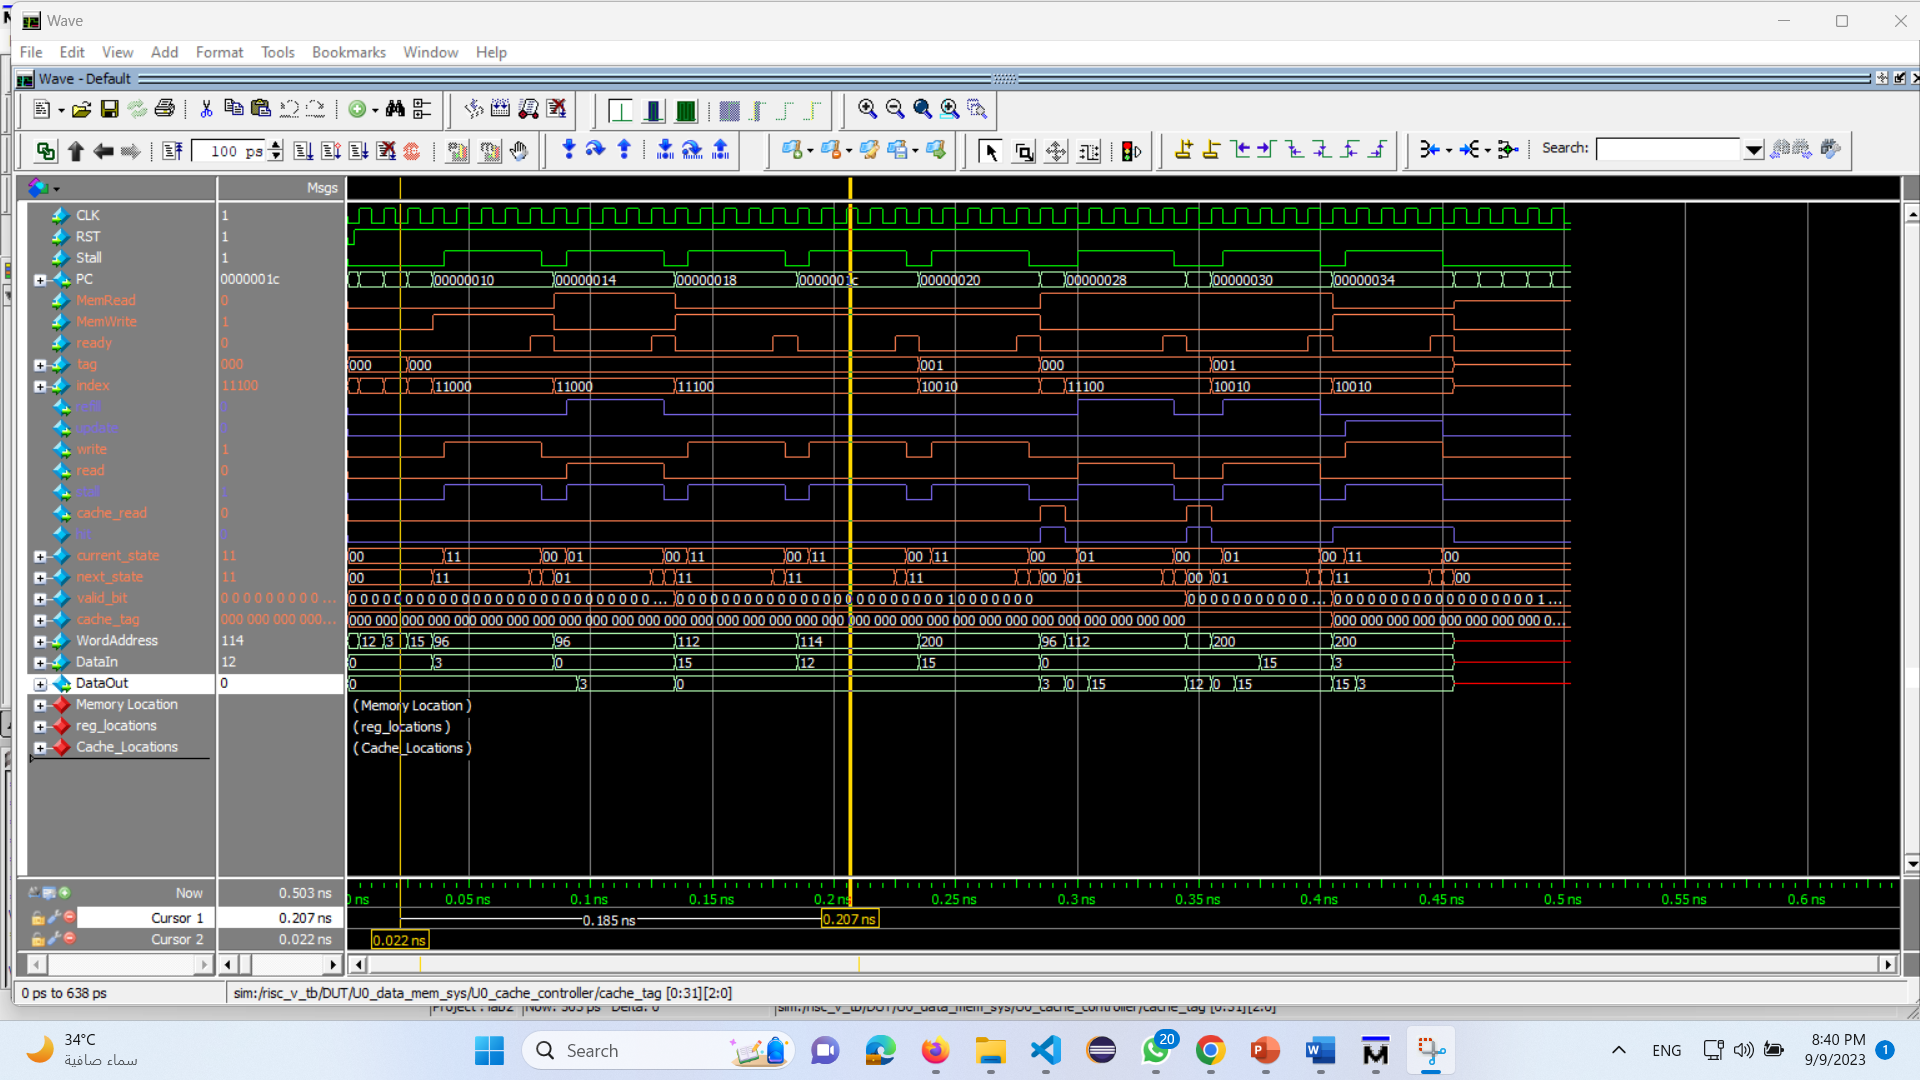 Wave
File Edit View Add Format Tools Bookmarks Window Help
Wave - Default
100 ps
Search:
Msgs
CLK 1
RST 1
Stall 1
PC 0000001c 00000010 00000014 00000018 0000001c 00000020 00000028 00000030 00000034
MemRead 0
MemWrite 1
ready 0
tag 000 000 000 001 000 001
index 11100 11000 11000 11100 10010 11100 10010 10010
refill
update
write 1
read 0
stall 1
cache_read 0
hit
current_state 11 00 11 00 01 00 11 00 11 00 11 00 01 00 01 00 11 00
next_state 11 00 11 01 11 11 11 00 01 00 01 11 00
valid_bit 0 0 0 0 0 0 0 0 0 ... 0 0 0 0 0 0 0 0 0 0 0 0 0 0 0 0 0 0 0 0 0 0 0 0 0 ... 0 0 0 0 0 0 0 0 0 0 0 0 0 0 0 0 0 0 0 0 0 0 0 0 1 0 0 0 0 0 0 0 0 0 0 0 0 0 0 0 0 0 0 ... 0 0 0 0 0 0 0 0 0 0 0 0 0 0 0 0 0 0 1 ...
cache_tag 000 000 000 000... 000 000 000 000 000 000 000 000 000 000 000 000 000 000 000 000 000 000 000 000 000 000 000 000 000 000 000 000 000 000 000 000 000 000 000 000 000 000 0...
WordAddress 114 12 3 15 96 96 112 114 200 96 112 200 200
DataIn 12 0 3 0 15 12 15 0 15 3
DataOut 0 0 3 0 3 0 15 12 0 15 15 3
Memory Location ( Memory Location )
reg_locations ( reg_locations )
Cache_Locations ( Cache_Locations )
Now 0.503 ns ns 0.05 ns 0.1 ns 0.15 ns 0.2 ns 0.25 ns 0.3 ns 0.35 ns 0.4 ns 0.45 ns 0.5 ns 0.55 ns 0.6 ns
Cursor 1 0.207 ns 0.185 ns 0.207 ns
Cursor 2 0.022 ns 0.022 ns
0 ps to 638 ps sim:/risc_v_tb/DUT/U0_data_mem_sys/U0_cache_controller/cache_tag [0:31][2:0]
Project : lab2 Now: 503 ps Delta: 0 sim:/risc_v_tb/DUT/U0_data_mem_sys/U0_cache_controller/cache_tag [0:31][2:0]
34°C
سماء صافية
Search
20
ENG
8:40 PM
9/9/2023
1